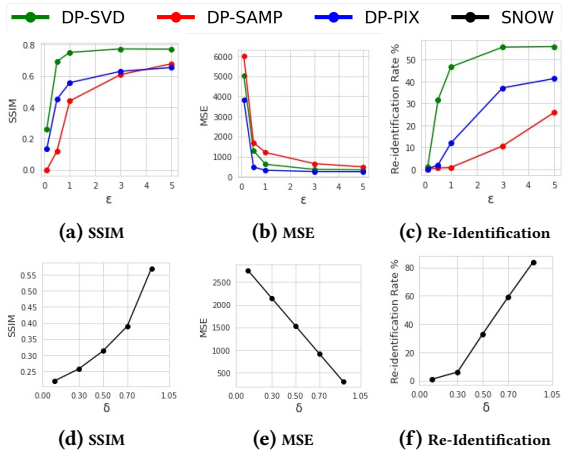 DP-SVD DP-SAMP DP-PIX SNOW
0.8
0.6
0.4
0.2
0.0
SSIM
0 1 2 3 4 5
ε
6000
5000
4000
3000
2000
1000
0
MSE
0 1 2 3 4 5
ε
50
40
30
20
10
0
Re-identification Rate %
0 1 2 3 4 5
ε
(a) SSIM (b) MSE (c) Re-Identification
0.55
0.50
0.45
0.40
0.35
0.30
0.25
SSIM
0.00 0.30 0.50 0.70 1.05
δ
2500
2000
1500
1000
500
MSE
0.00 0.30 0.50 0.70 1.05
δ
80
60
40
20
0
Re-identification Rate %
0.00 0.30 0.50 0.70 1.05
δ
(d) SSIM (e) MSE (f) Re-Identification